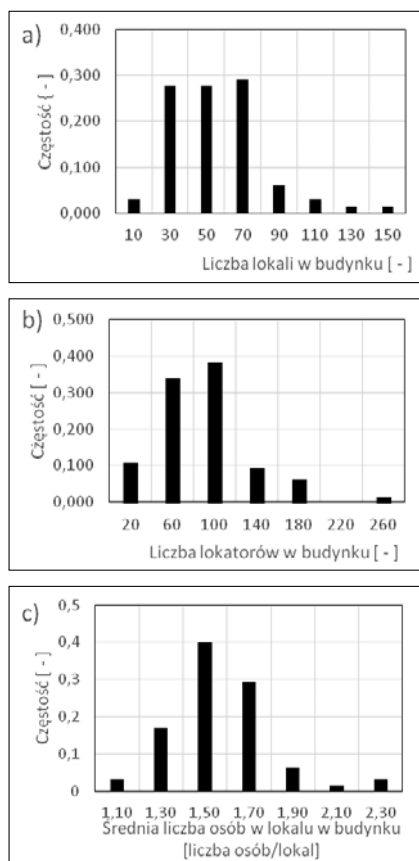 a)
0,400
0,300
0,200
0,100
0,000
Częstość [ - ]
10 30 50 70 90 110 130 150
Liczba lokali w budynku [ - ]
b)
0,500
0,400
0,300
0,200
0,100
0,000
Częstość [ - ]
20 60 100 140 180 220 260
Liczba lokatorów w budynku [ - ]
c)
0,5
0,4
0,3
0,2
0,1
0
Częstość [ - ]
1,10 1,30 1,50 1,70 1,90 2,10 2,30
Średnia liczba osób w lokalu w budynku
[liczba osób/lokal]